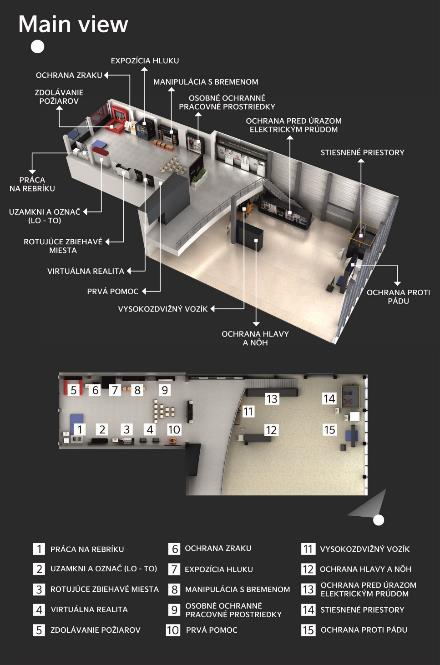 Main view
EXPOZÍCIA HLUKU
OCHRANA ZRAKU
MANIPULÁCIA S BREMENOM
ZDOLÁVANIE
POŽIAROV
OSOBNÉ OCHRANNÉ
PRACOVNÉ PROSTRIEDKY
OCHRANA PRED ÚRAZOM
ELEKTRICKÝM PRÚDOM
STIESNENÉ PRIESTORY
PRÁCA
NA REBRÍKU
UZAMKNI A OZNAČ
(LO - TO)
ROTUJÚCE ZBIEHAVÉ
MIESTA
VIRTUÁLNA REALITA
PRVÁ POMOC
VYSOKOZDVIŽNÝ VOZÍK
OCHRANA PROTI
PÁDU
OCHRANA HLAVY
A NÔH
5 6 7 8 9 13 14
11
1 2 3 4 10 12 15
1 PRÁCA NA REBRÍKU
2 UZAMKNI A OZNAČ (LO - TO)
3 ROTUJÚCE ZBIEHAVÉ MIESTA
4 VIRTUÁLNA REALITA
5 ZDOLÁVANIE POŽIAROV
6 OCHRANA ZRAKU
7 EXPOZÍCIA HLUKU
8 MANIPULÁCIA S BREMENOM
9 OSOBNÉ OCHRANNÉ
PRACOVNÉ PROSTRIEDKY
10 PRVÁ POMOC
11 VYSOKOZDVIŽNÝ VOZÍK
12 OCHRANA HLAVY A NÔH
13 OCHRANA PRED ÚRAZOM
ELEKTRICKÝM PRÚDOM
14 STIESNENÉ PRIESTORY
15 OCHRANA PROTI PÁDU